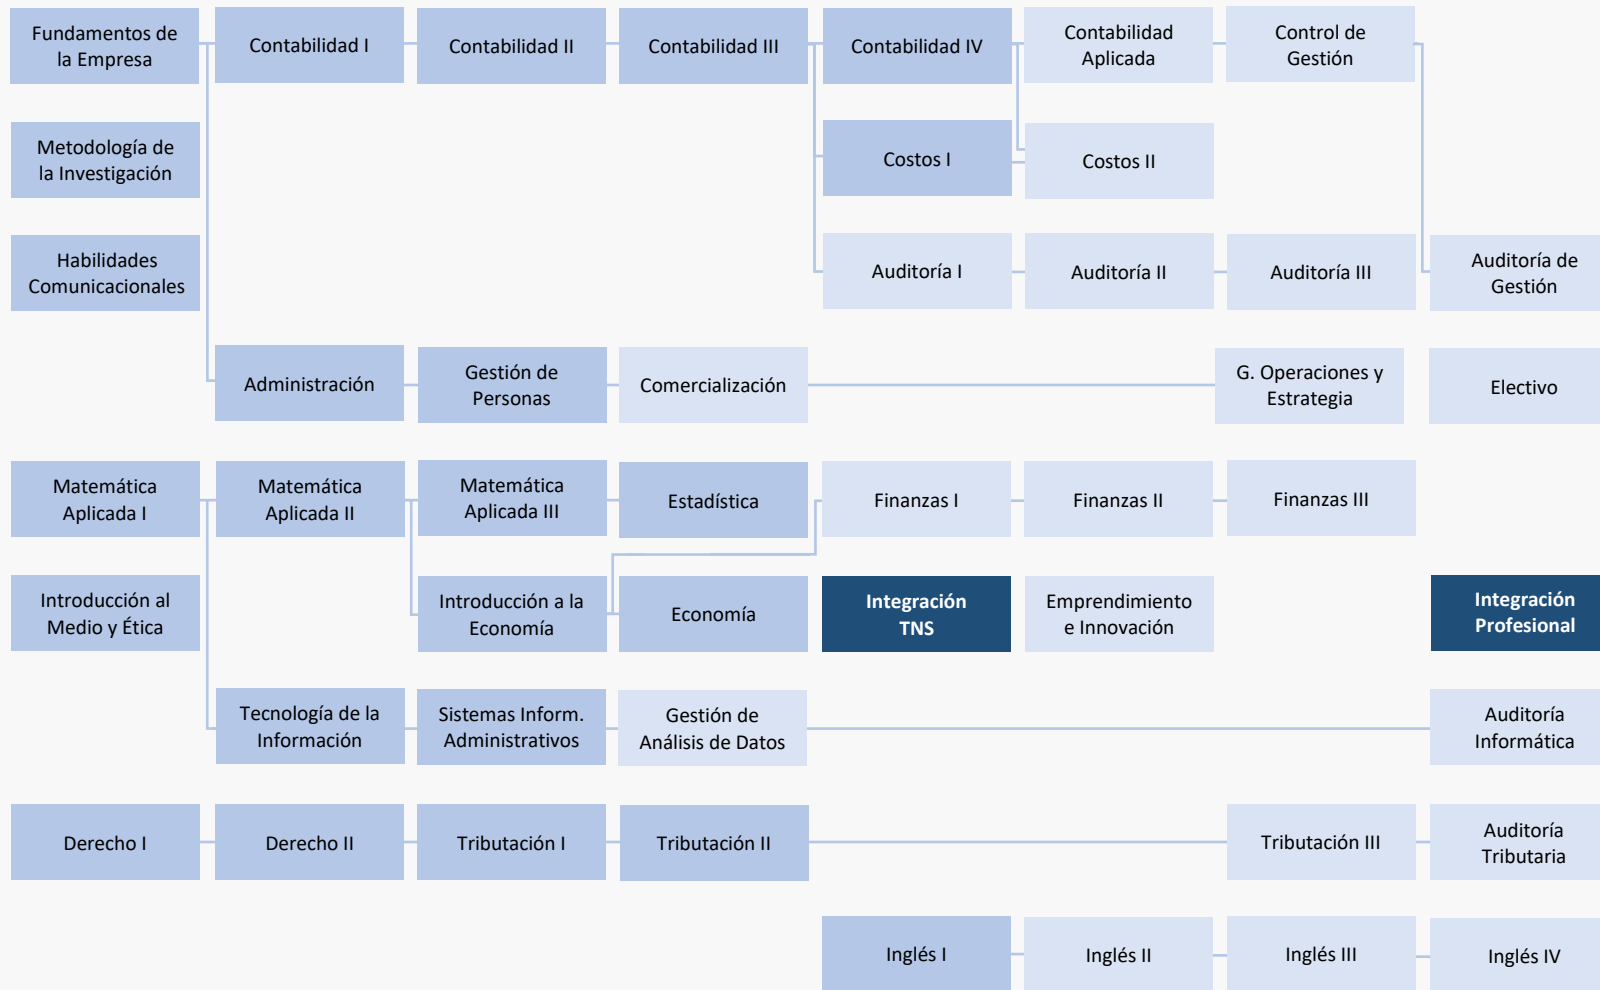 Fundamentos de
la Empresa
Contabilidad I
Contabilidad II
Contabilidad III
Contabilidad IV
Contabilidad
Aplicada
Control de
Gestión
Metodología de
la Investigación
Costos I
Costos II
Habilidades
Comunicacionales
Auditoría I
Auditoría II
Auditoría III
Auditoría de
Gestión
Administración
Gestión de
Personas
Comercialización
G. Operaciones y
Estrategia
Electivo
Matemática
Aplicada I
Matemática
Aplicada II
Matemática
Aplicada III
Estadística
Finanzas I
Finanzas II
Finanzas III
Introducción al
Medio y Ética
Introducción a la
Economía
Economía
Integración
TNS
Emprendimiento
e Innovación
Integración
Profesional
Tecnología de la
Información
Sistemas Inform.
Administrativos
Gestión de
Análisis de Datos
Auditoría
Informática
Derecho I
Derecho II
Tributación I
Tributación II
Tributación III
Auditoría
Tributaria
Inglés I
Inglés II
Inglés III
Inglés IV